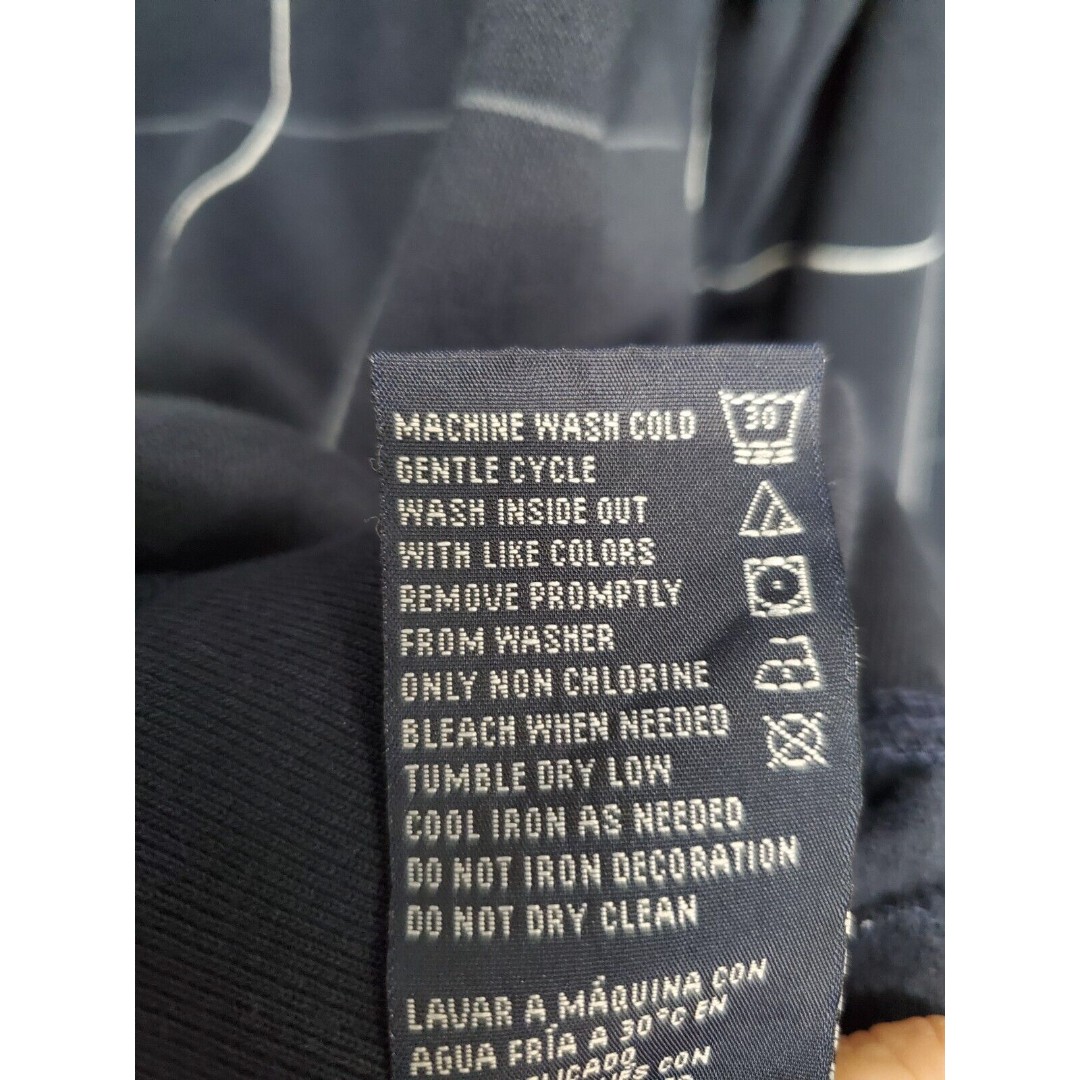 MACHINE WASH COLD
30
GENTLE CYCLE
WASH INSIDE OUT
WITH LIKE COLORS
REMOVE PROMPTLY
FROM WASHER
ONLY NON CHLORINE
BLEACH WHEN NEEDED
TUMBLE DRY LOW
COOL IRON AS NEEDED
DO NOT IRON DECORATION
DO NOT DRY CLEAN
LAVAR A MÁQUINA CON
AGUA FRÍA A 30°C EN